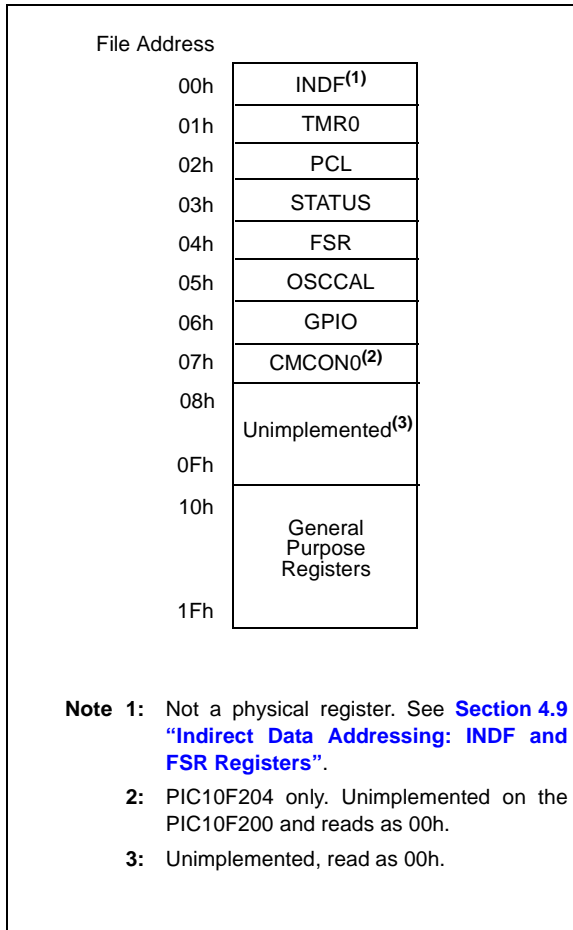 File Address
00h INDF(1)
01h TMR0
02h PCL
03h STATUS
04h FSR
05h OSCCAL
06h GPIO
07h CMCON0(2)
08h
Unimplemented(3)
0Fh
10h
General
Purpose
Registers
1Fh
Note 1: Not a physical register. See Section 4.9
“Indirect Data Addressing: INDF and
FSR Registers”.
2: PIC10F204 only. Unimplemented on the
PIC10F200 and reads as 00h.
3: Unimplemented, read as 00h.